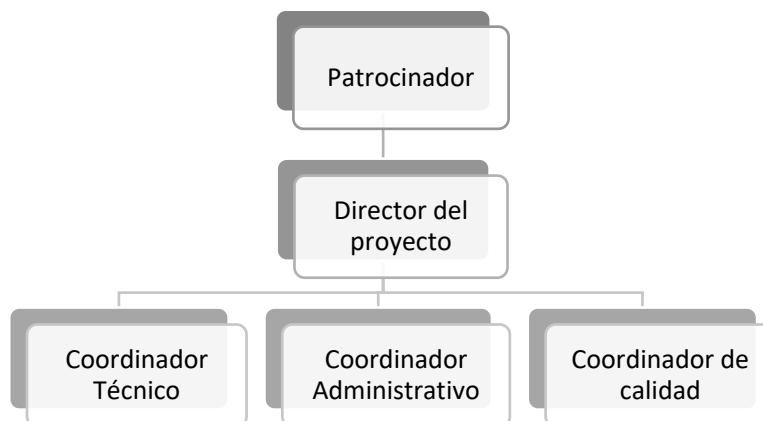 Patrocinador
Director del
proyecto
Coordinador
Técnico
Coordinador
Administrativo
Coordinador de
calidad